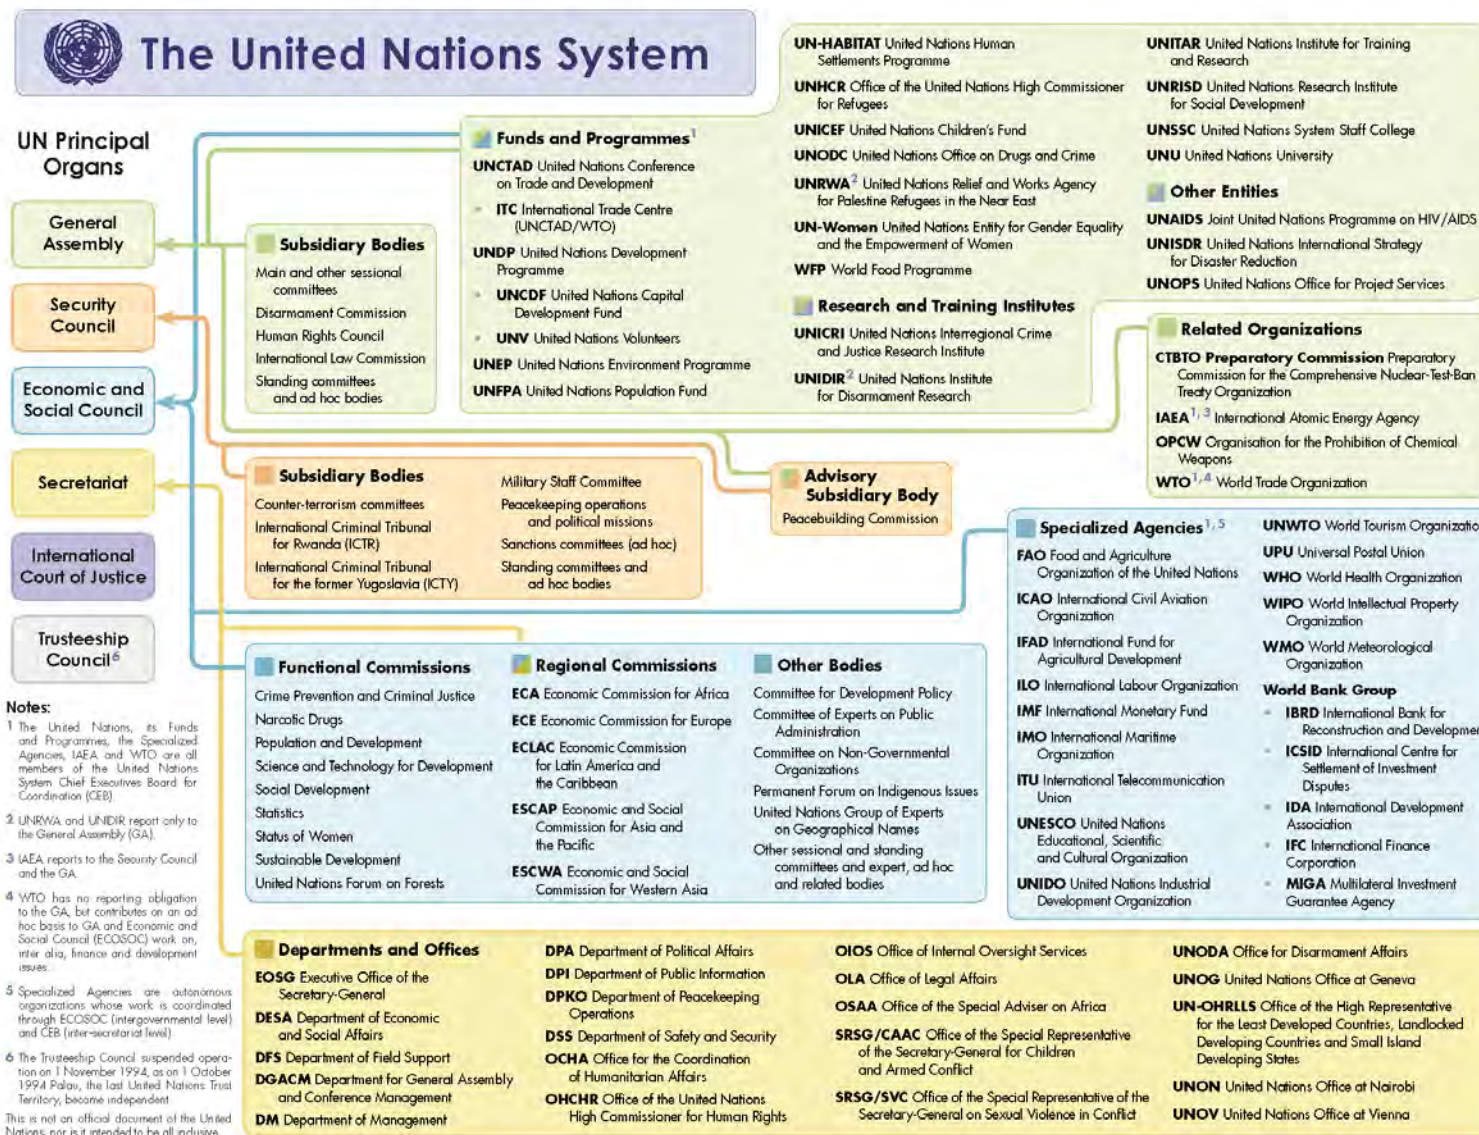 The United Nations System
UN Principal
Organs
General
Assembly
Security
Council
Economic and
Social Council
Secretariat
International
Court of Justice
Trusteeship
Council6
Notes:
1 The United Nations, its Funds
and Programmes, the Specialized
Agencies, IAEA and WTO are all
members of the United Nations
System Chief Executives Board for
Coordination (CEB).
2 UNRWA and UNIDIR report only to
the General Assembly (GA).
3 IAEA reports to the Security Council
and the GA.
4 WTO has no reporting obligation
to the GA, but contributes on an ad
hoc basis to GA and Economic and
Social Council (ECOSOC) work on,
inter alia, finance and development
issues.
5 Specialized Agencies are autonomous
organizations whose work is coordinated
through ECOSOC (intergovernmental level)
and CEB (inter-secretariat level).
6 The Trusteeship Council suspended opera-
tion on 1 November 1994, as on 1 October
1994 Palau, the last United Nations Trust
Territory, became independent.
This is not an official document of the United
Nations, nor is it intended to be all inclusive.
Subsidiary Bodies
Main and other sessional
committees
Disarmament Commission
Human Rights Council
International Law Commission
Standing committees
and ad hoc bodies
Funds and Programmes1
UNCTAD United Nations Conference
on Trade and Development
• ITC International Trade Centre
(UNCTAD/WTO)
UNDP United Nations Development
Programme
• UNCDF United Nations Capital
Development Fund
• UNV United Nations Volunteers
UNEP United Nations Environment Programme
UNFPA United Nations Population Fund
UN-HABITAT United Nations Human
Settlements Programme
UNHCR Office of the United Nations High Commissioner
for Refugees
UNICEF United Nations Children's Fund
UNODC United Nations Office on Drugs and Crime
UNRWA2 United Nations Relief and Works Agency
for Palestine Refugees in the Near East
UN-Women United Nations Entity for Gender Equality
and the Empowerment of Women
WFP World Food Programme
Research and Training Institutes
UNICRI United Nations Interregional Crime
and Justice Research Institute
UNIDIR2 United Nations Institute
for Disarmament Research
UNITAR United Nations Institute for Training
and Research
UNRISD United Nations Research Institute
for Social Development
UNSSC United Nations System Staff College
UNU United Nations University
Other Entities
UNAIDS Joint United Nations Programme on HIV/AIDS
UNISDR United Nations International Strategy
for Disaster Reduction
UNOPS United Nations Office for Project Services
Related Organizations
CTBTO Preparatory Commission Preparatory
Commission for the Comprehensive Nuclear-Test-Ban
Treaty Organization
IAEA1, 3 International Atomic Energy Agency
OPCW Organisation for the Prohibition of Chemical
Weapons
WTO1, 4 World Trade Organization
Subsidiary Bodies
Counter-terrorism committees
International Criminal Tribunal
for Rwanda (ICTR)
International Criminal Tribunal
for the former Yugoslavia (ICTY)
Military Staff Committee
Peacekeeping operations
and political missions
Sanctions committees (ad hoc)
Standing committees and
ad hoc bodies
Advisory
Subsidiary Body
Peacebuilding Commission
Functional Commissions
Crime Prevention and Criminal Justice
Narcotic Drugs
Population and Development
Science and Technology for Development
Social Development
Statistics
Status of Women
Sustainable Development
United Nations Forum on Forests
Regional Commissions
ECA Economic Commission for Africa
ECE Economic Commission for Europe
ECLAC Economic Commission
for Latin America and
the Caribbean
ESCAP Economic and Social
Commission for Asia and
the Pacific
ESCWA Economic and Social
Commission for Western Asia
Other Bodies
Committee for Development Policy
Committee of Experts on Public
Administration
Committee on Non-Governmental
Organizations
Permanent Forum on Indigenous Issues
United Nations Group of Experts
on Geographical Names
Other sessional and standing
committees and expert, ad hoc
and related bodies
Specialized Agencies1, 5
FAO Food and Agriculture
Organization of the United Nations
ICAO International Civil Aviation
Organization
IFAD International Fund for
Agricultural Development
ILO International Labour Organization
IMF International Monetary Fund
IMO International Maritime
Organization
ITU International Telecommunication
Union
UNESCO United Nations
Educational, Scientific
and Cultural Organization
UNIDO United Nations Industrial
Development Organization
UNWTO World Tourism Organizatio
UPU Universal Postal Union
WHO World Health Organization
WIPO World Intellectual Property
Organization
WMO World Meteorological
Organization
World Bank Group
• IBRD International Bank for
Reconstruction and Developmen
• ICSID International Centre for
Settlement of Investment
Disputes
• IDA International Development
Association
• IFC International Finance
Corporation
• MIGA Multilateral Investment
Guarantee Agency
Departments and Offices
EOSG Executive Office of the
Secretary-General
DESA Department of Economic
and Social Affairs
DFS Department of Field Support
DGACM Department for General Assembly
and Conference Management
DM Department of Management
DPA Department of Political Affairs
DPI Department of Public Information
DPKO Department of Peacekeeping
Operations
DSS Department of Safety and Security
OCHA Office for the Coordination
of Humanitarian Affairs
OHCHR Office of the United Nations
High Commissioner for Human Rights
OIOS Office of Internal Oversight Services
OLA Office of Legal Affairs
OSAA Office of the Special Adviser on Africa
SRSG/CAAC Office of the Special Representative
of the Secretary-General for Children
and Armed Conflict
SRSG/SVC Office of the Special Representative of the
Secretary-General on Sexual Violence in Conflict
UNODA Office for Disarmament Affairs
UNOG United Nations Office at Geneva
UN-OHRLLS Office of the High Representative
for the Least Developed Countries, Landlocked
Developing Countries and Small Island
Developing States
UNON United Nations Office at Nairobi
UNOV United Nations Office at Vienna